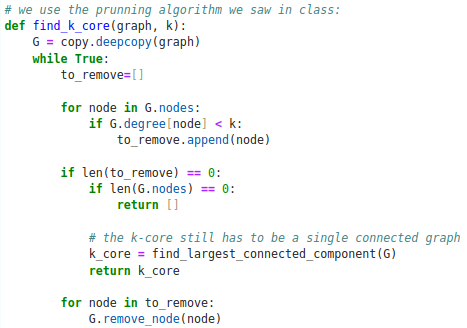 # we use the prunning algorithm we saw in class:
def find_k_core(graph, k):
    G = copy.deepcopy(graph)
    while True:
        to_remove=[]

        for node in G.nodes:
            if G.degree[node] < k:
                to_remove.append(node)

        if len(to_remove) == 0:
            if len(G.nodes) == 0:
                return []

            # the k-core still has to be a single connected graph
            k_core = find_largest_connected_component(G)
            return k_core

        for node in to_remove:
            G.remove_node(node)